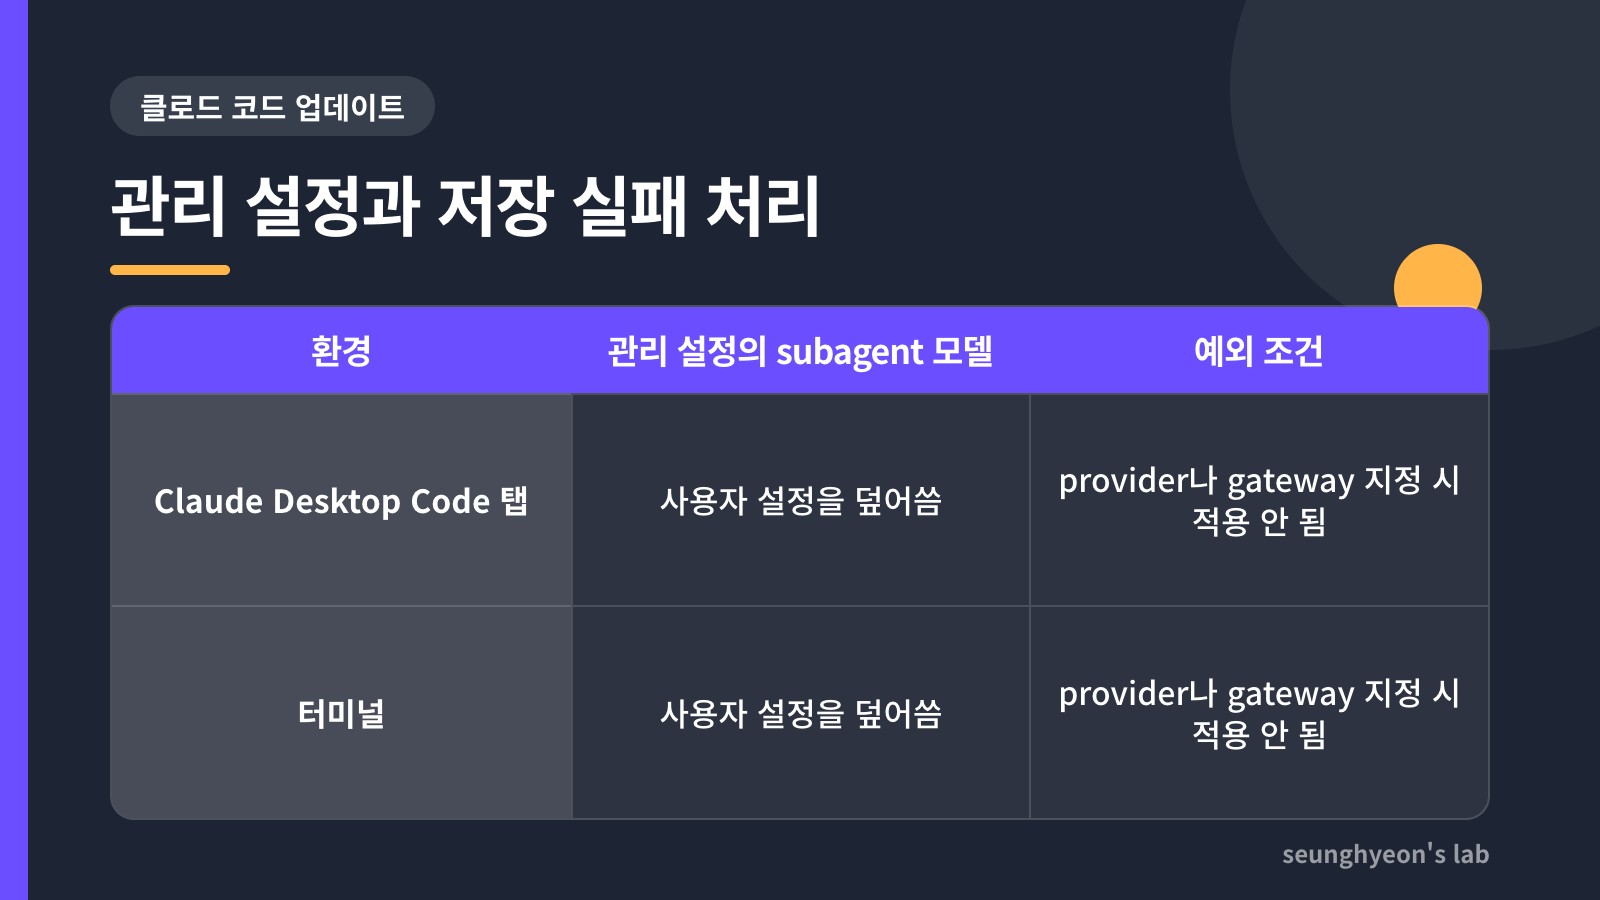 클로드 코드 업데이트
관리 설정과 저장 실패 처리
환경
관리 설정의 subagent 모델
예외 조건
Claude Desktop Code 탭
사용자 설정을 덮어씀
provider나 gateway 지정 시
적용 안 됨
터미널
사용자 설정을 덮어씀
provider나 gateway 지정 시
적용 안 됨
seunghyeon's lab